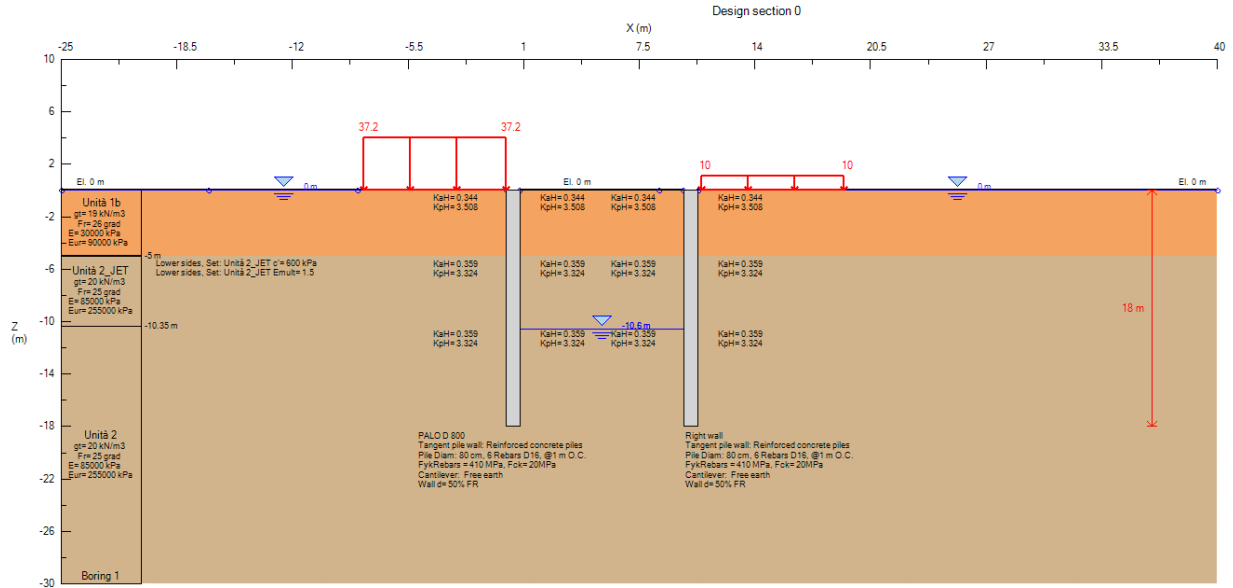 Design section 0
X (m)
-25 -18.5 -12 -5.5 1 7.5 14 20.5 27 33.5 40
10
6
2
-2
-6
-10
-14
-18
-22
-26
-30
Z
(m)
37.2 37.2
10 10
El. 0 m 0 m El. 0 m 0 m El. 0 m
Unità 1b
gt= 19 kN/m3
Fr= 26 grad
E= 30000 kPa
Eur= 90000 kPa
-5 m
Unità 2_JET
gt= 20 kN/m3
Fr= 25 grad
E= 85000 kPa
Eur= 255000 kPa
-10.35 m
Unità 2
gt= 20 kN/m3
Fr= 25 grad
E= 85000 kPa
Eur= 255000 kPa
Boring 1
Lower sides, Set: Unità 2_JET c'= 600 kPa
Lower sides, Set: Unità 2_JET Emult= 1.5
KaH= 0.344 KaH= 0.344 KaH= 0.344 KaH= 0.344
KpH= 3.508 KpH= 3.508 KpH= 3.508 KpH= 3.508
KaH= 0.359 KaH= 0.359 KaH= 0.359 KaH= 0.359
KpH= 3.324 KpH= 3.324 KpH= 3.324 KpH= 3.324
-10.6 m
KaH= 0.359 KaH= 0.359 KaH= 0.359 KaH= 0.359
KpH= 3.324 KpH= 3.324 KpH= 3.324 KpH= 3.324
18 m
PALO D 800
Tangent pile wall: Reinforced concrete piles
Pile Diam: 80 cm, 6 Rebars D16, @1 m O.C.
FykRebars = 410 MPa, Fck= 20MPa
Cantilever: Free earth
Wall d= 50% FR
Right wall
Tangent pile wall: Reinforced concrete piles
Pile Diam: 80 cm, 6 Rebars D16, @1 m O.C.
FykRebars = 410 MPa, Fck= 20MPa
Cantilever: Free earth
Wall d= 50% FR